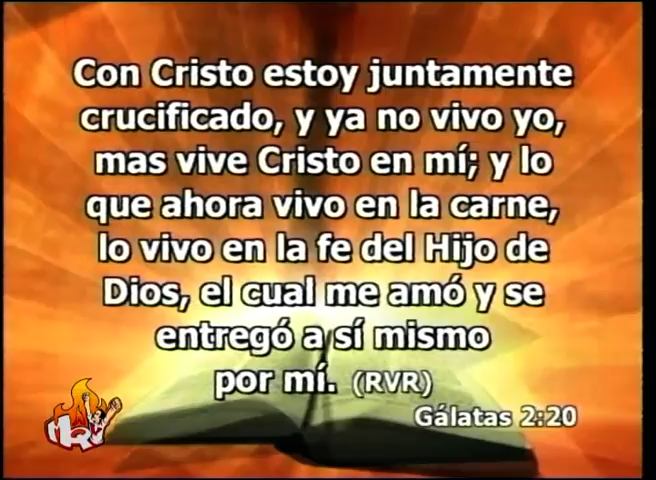 Con Cristo estoy juntamente
crucificado, y ya no vivo yo,
mas vive Cristo en mí; y lo
que ahora vivo en la carne,
lo vivo en la fe del Hijo de
Dios, el cual me amó y se
entregó a sí mismo
por mí. (RVR)
Gálatas 2:20
MRV